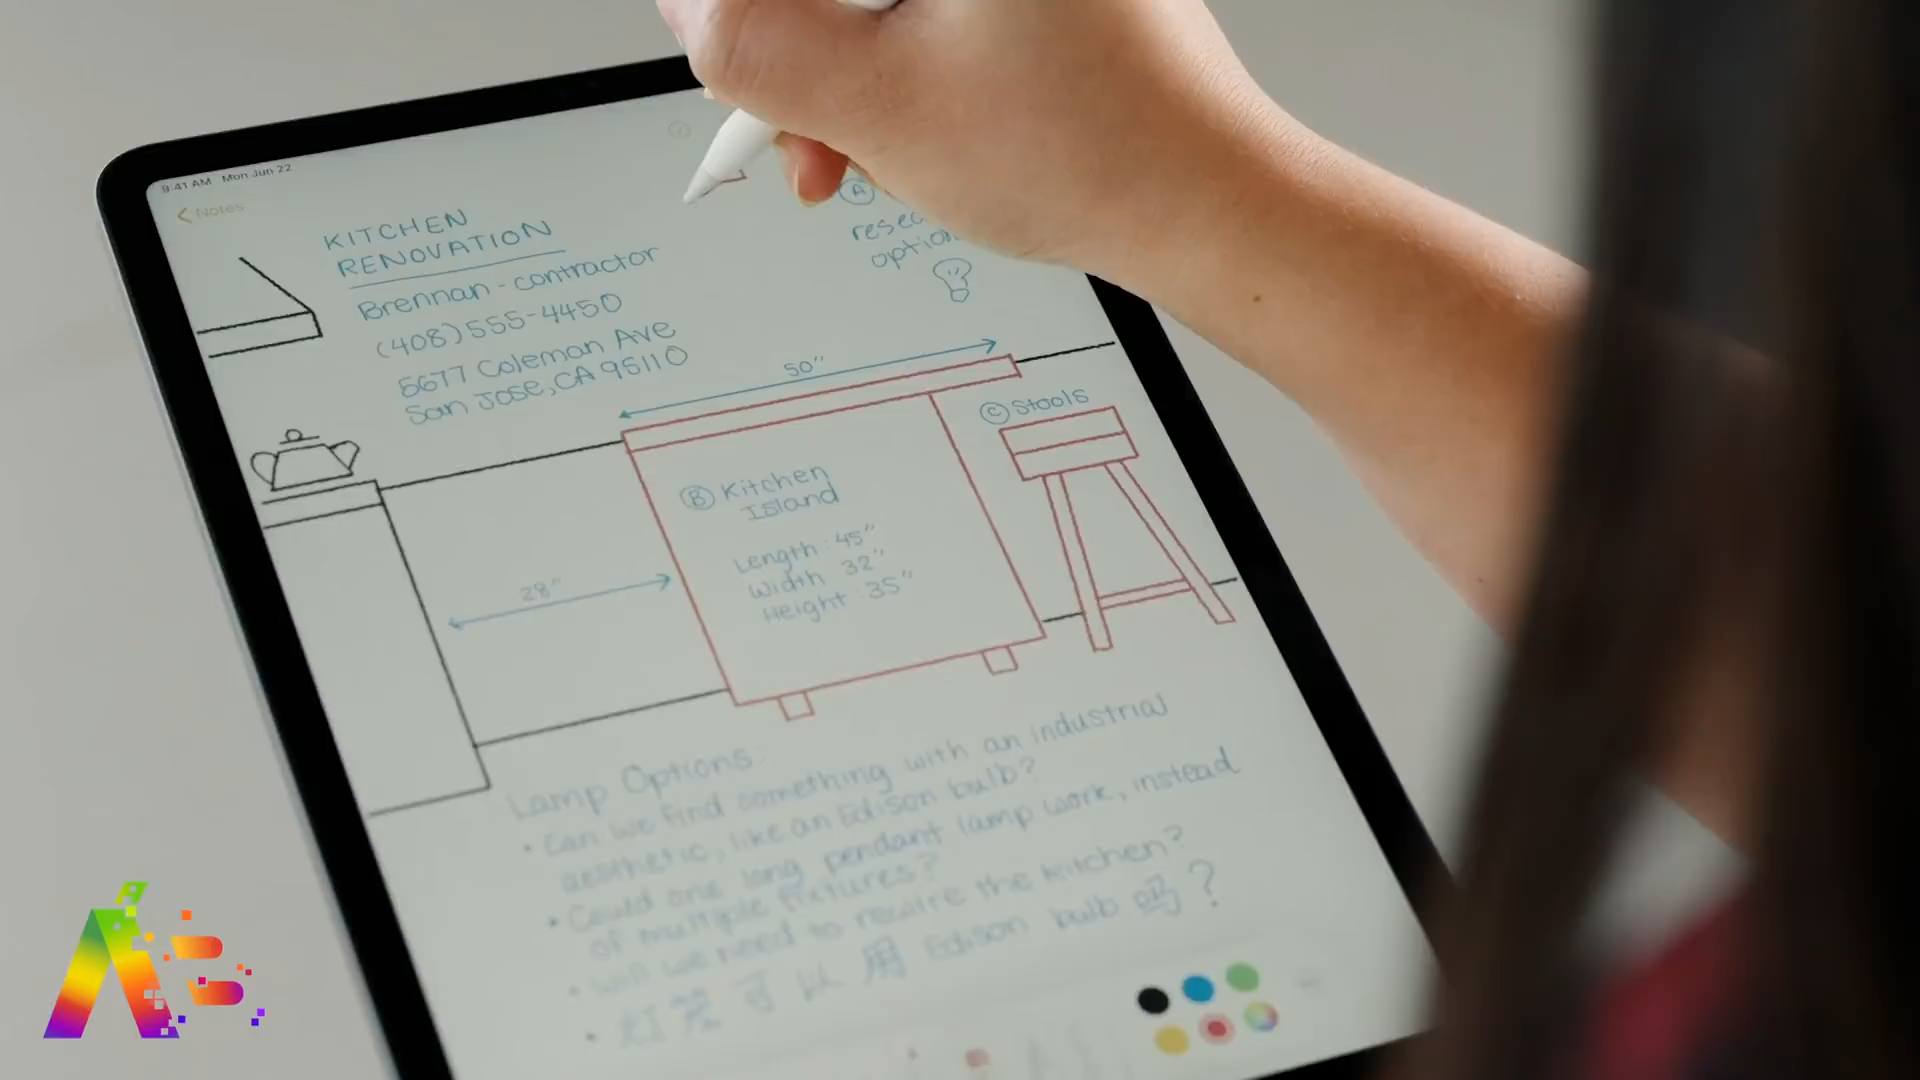 9:41 AM Mon Jun 22
Notes
KITCHEN
RENOVATION
Brennan - contractor
(408) 555-4450
5677 Coleman Ave
San Jose, CA 95110
A
options
50"
C Stools
B Kitchen
Island
Length : 45"
Width 32"
Height : 35"
28"
Lamp Options:
• Can we find something with an industrial
aesthetic, like an Edison bulb?
• Could one long pendant lamp work, instead
of multiple fixtures?
• Will we need to rewire the kitchen?
• 灯罩可以用 Edison bulb 吗?